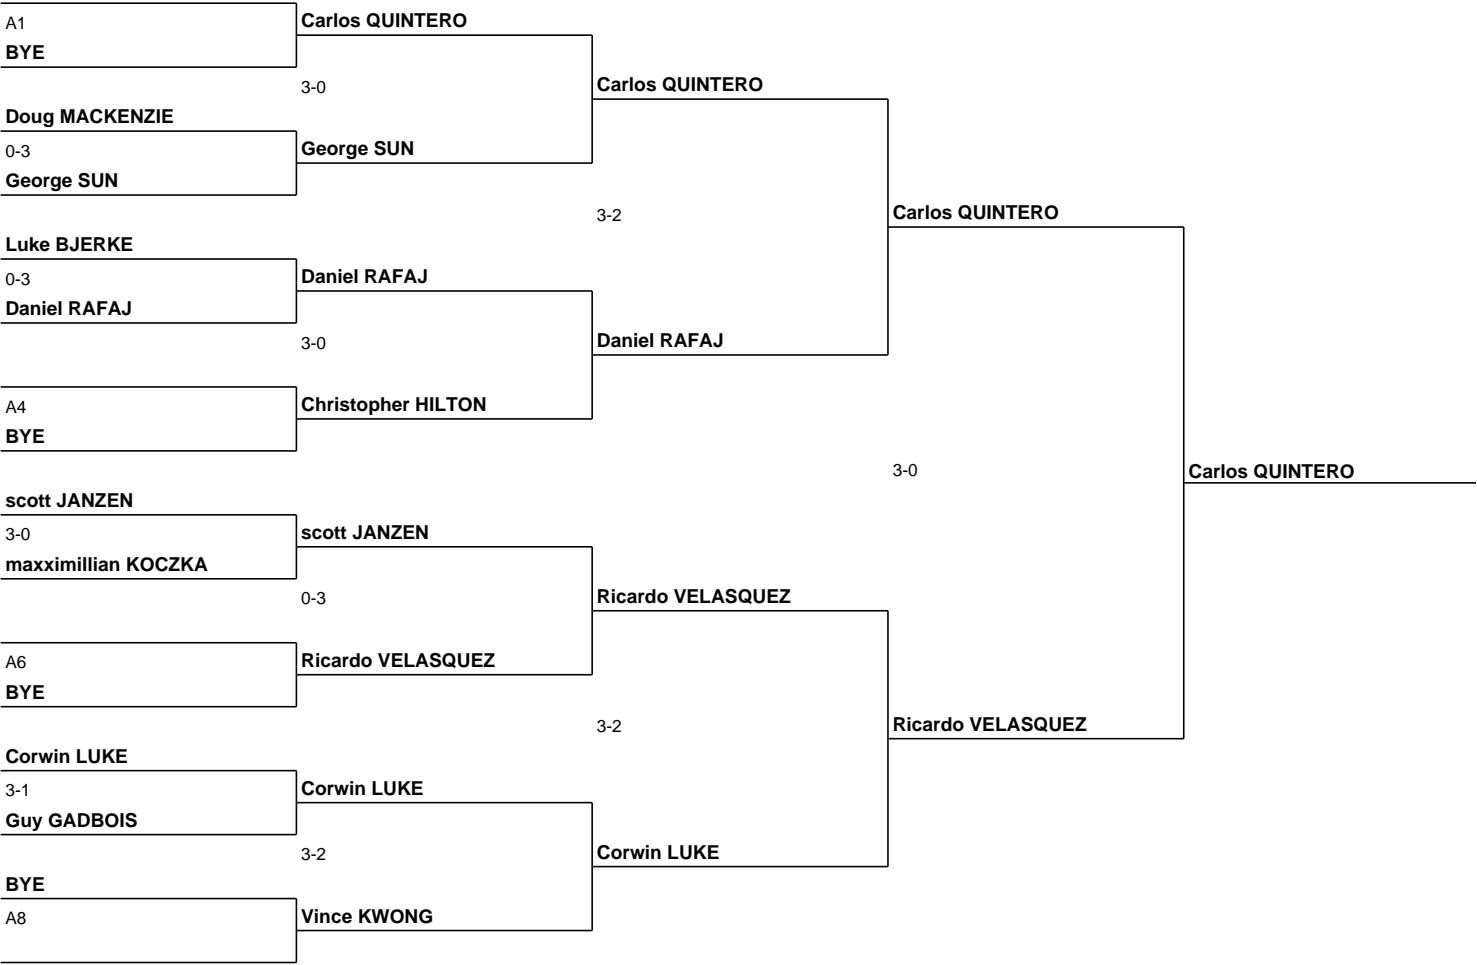 A1
BYE
Doug MACKENZIE
0-3
George SUN
Luke BJERKE
0-3
Daniel RAFAJ
A4
BYE
scott JANZEN
3-0
maxximillian KOCZKA
A6
BYE
Corwin LUKE
3-1
Guy GADBOIS
BYE
A8
Carlos QUINTERO
3-0
George SUN
Daniel RAFAJ
3-0
Christopher HILTON
scott JANZEN
0-3
Ricardo VELASQUEZ
Corwin LUKE
3-2
Vince KWONG
Carlos QUINTERO
3-2
Daniel RAFAJ
Ricardo VELASQUEZ
3-2
Corwin LUKE
Carlos QUINTERO
3-0
Ricardo VELASQUEZ
Carlos QUINTERO